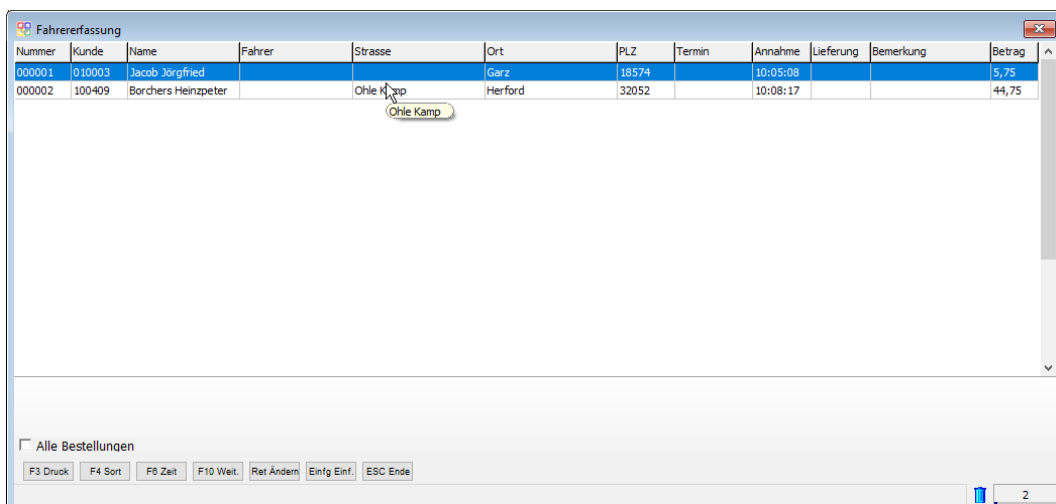 Fahrererfassung
Nummer Kunde Name Fahrer Strasse Ort PLZ Termin Annahme Lieferung Bemerkung Betrag
000001 010003 Jacob Jörgfried Garz 18574 10:05:08 5,75
000002 100409 Borchers Heinzpeter Ohle Kamp Herford 32052 10:08:17 44,75
Ohle Kamp
Alle Bestellungen
F3 Druck F4 Sort F6 Zeit F10 Weit. Ret Ändern Einfg Einf. ESC Ende
2